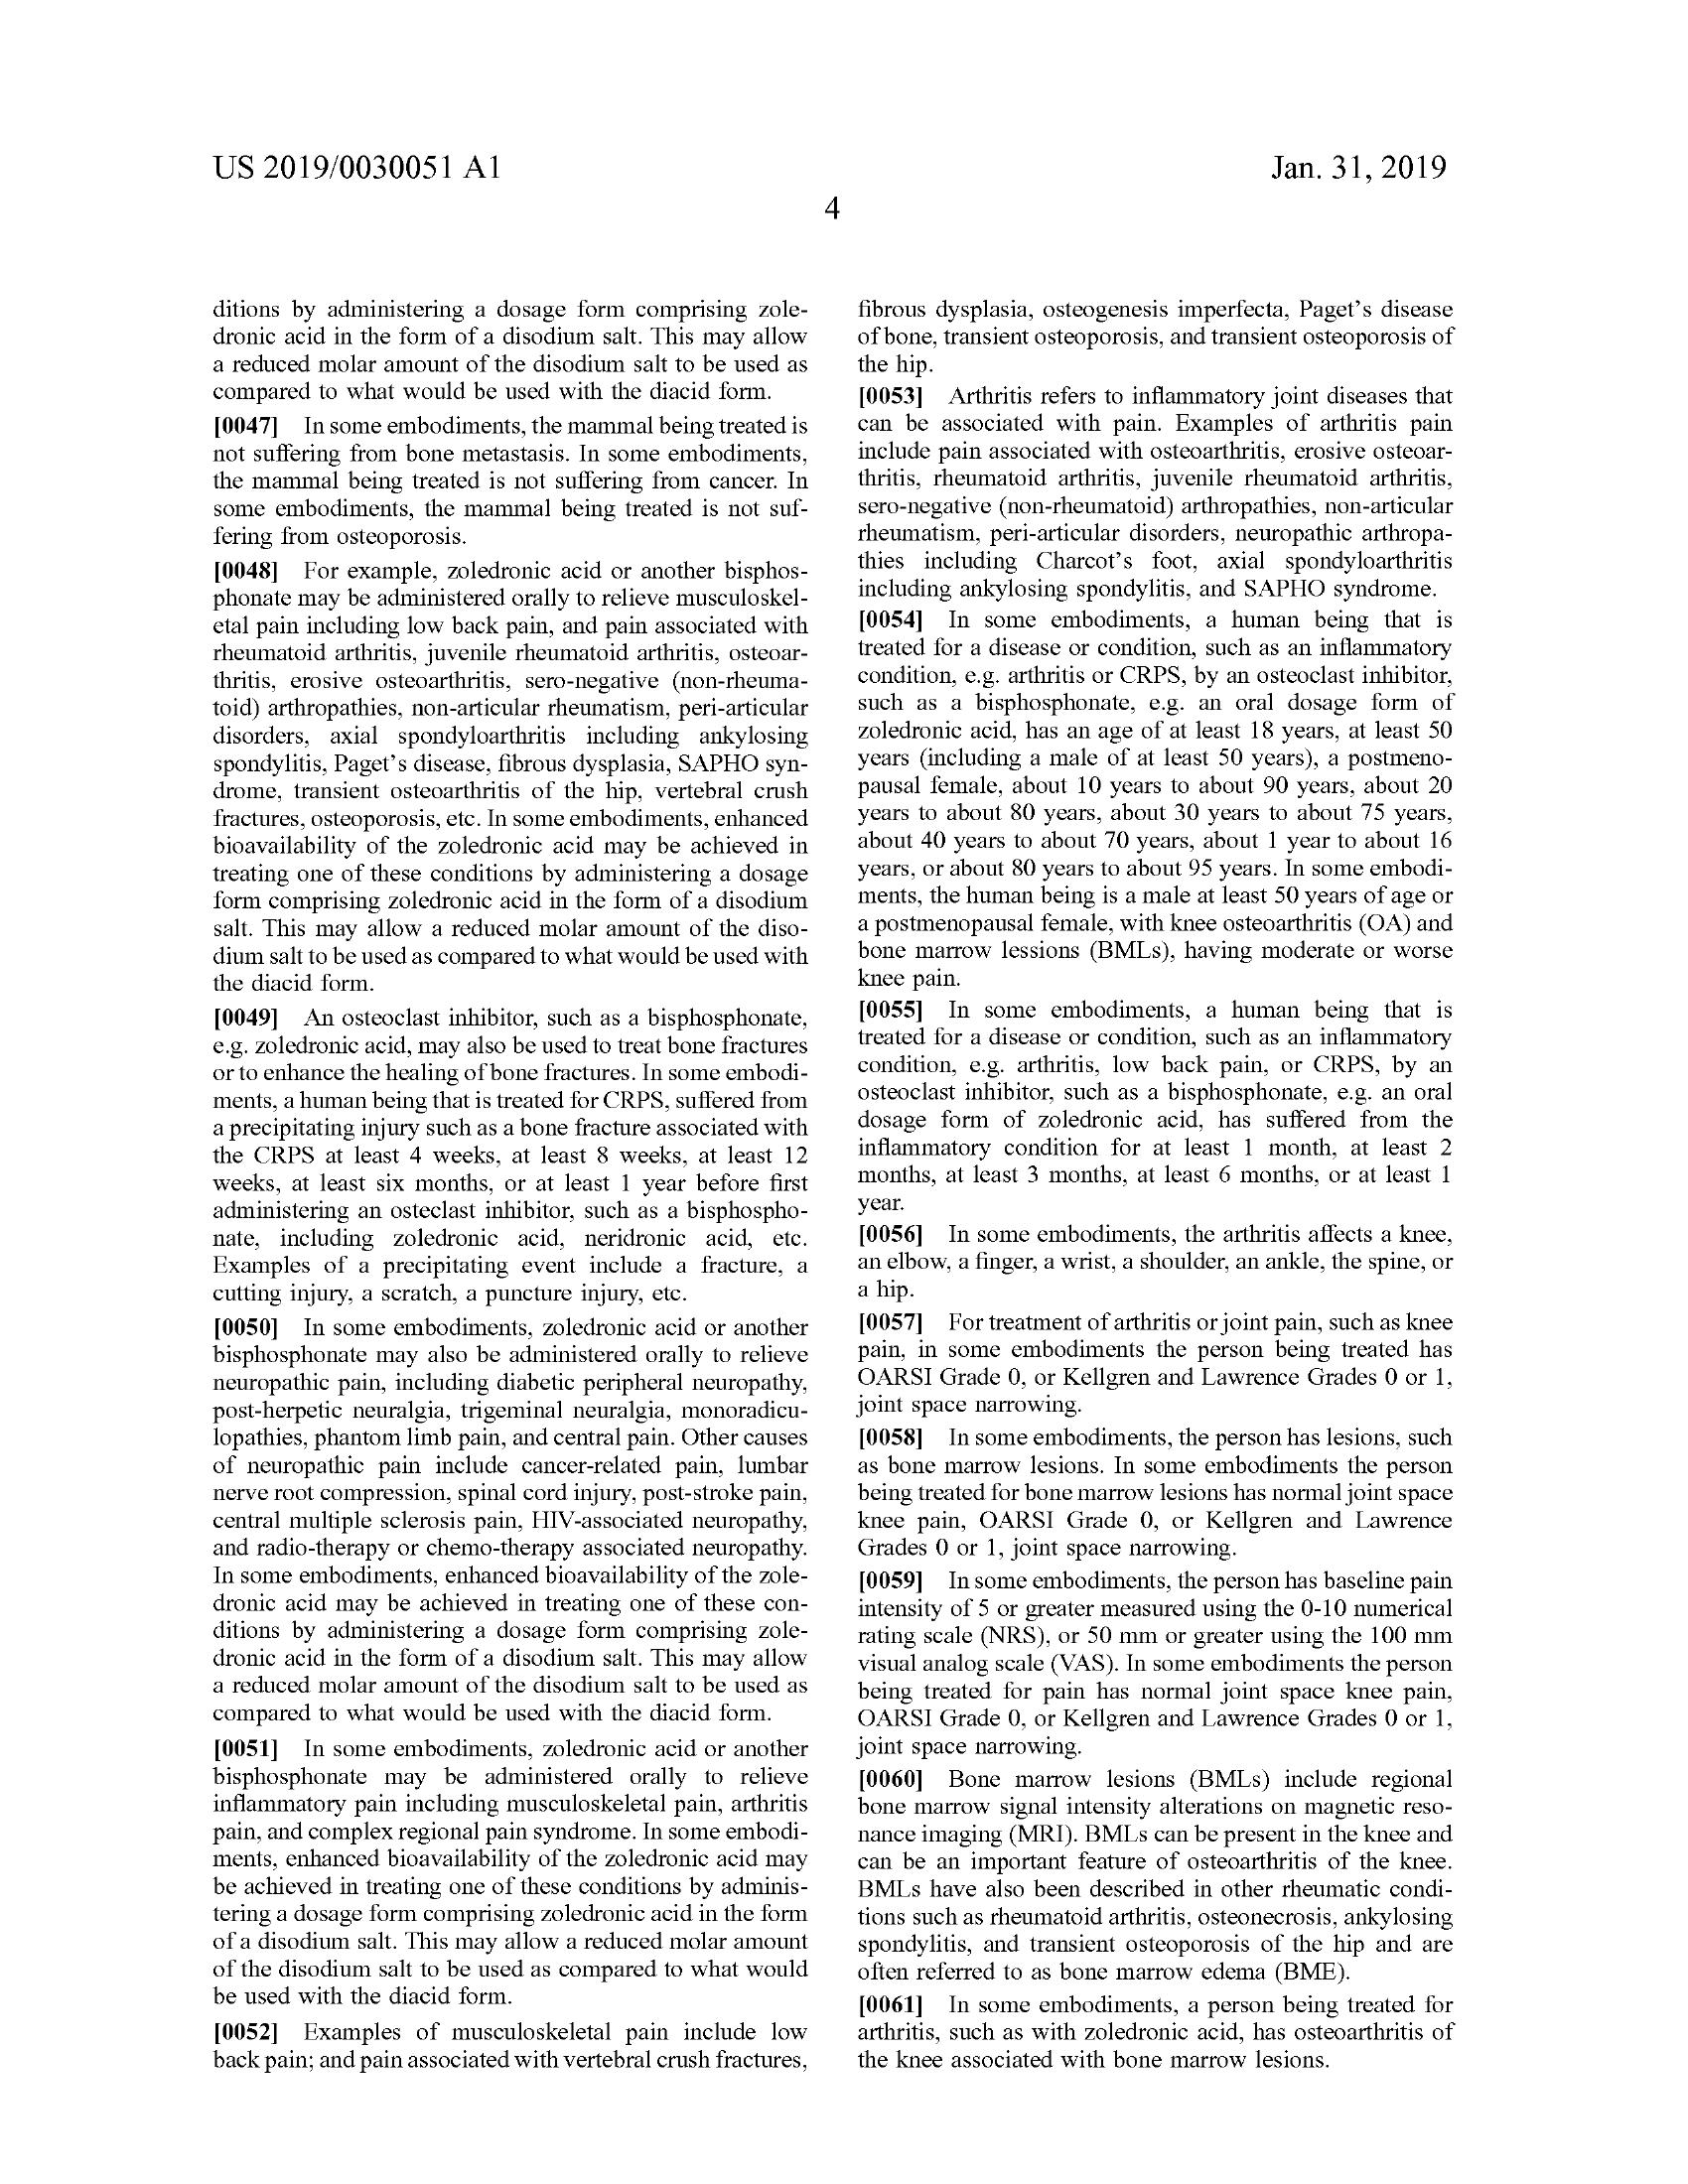 US 2019/0030051 A1
Jan. 31, 2019
4
ditions by administering a dosage form comprising zole-
dronic acid in the form of a disodium salt. This may allow
a reduced molar amount of the disodium salt to be used as
compared to what would be used with the diacid form.
[0047] In some embodiments, the mammal being treated is
not suffering from bone metastasis. In some embodiments,
the mammal being treated is not suffering from cancer. In
some embodiments, the mammal being treated is not suf-
fering from osteoporosis.
[0048] For example, zoledronic acid or another bisphos-
phonate may be administered orally to relieve musculoskel-
etal pain including low back pain, and pain associated with
rheumatoid arthritis, juvenile rheumatoid arthritis, osteoar-
thritis, erosive osteoarthritis, sero-negative (non-rheuma-
toid) arthropathies, non-articular rheumatism, peri-articular
disorders, axial spondyloarthritis including ankylosing
spondylitis, Paget's disease, fibrous dysplasia, SAPHO syn-
drome, transient osteoarthritis of the hip, vertebral crush
fractures, osteoporosis, etc. In some embodiments, enhanced
bioavailability of the zoledronic acid may be achieved in
treating one of these conditions by administering a dosage
form comprising zoledronic acid in the form of a disodium
salt. This may allow a reduced molar amount of the diso-
dium salt to be used as compared to what would be used with
the diacid form.
[0049] An osteoclast inhibitor, such as a bisphosphonate,
e.g. zoledronic acid, may also be used to treat bone fractures
or to enhance the healing of bone fractures. In some embodi-
ments, a human being that is treated for CRPS, suffered from
a precipitating injury such as a bone fracture associated with
the CRPS at least 4 weeks, at least 8 weeks, at least 12
weeks, at least six months, or at least 1 year before first
administering an osteclast inhibitor, such as a bisphospho-
nate, including zoledronic acid, neridronic acid, etc.
Examples of a precipitating event include a fracture, a
cutting injury, a scratch, a puncture injury, etc.
[0050] In some embodiments, zoledronic acid or another
bisphosphonate may also be administered orally to relieve
neuropathic pain, including diabetic peripheral neuropathy,
post-herpetic neuralgia, trigeminal neuralgia, monoradicu-
lopathies, phantom limb pain, and central pain. Other causes
of neuropathic pain include cancer-related pain, lumbar
nerve root compression, spinal cord injury, post-stroke pain,
central multiple sclerosis pain, HIV-associated neuropathy,
and radio-therapy or chemo-therapy associated neuropathy.
In some embodiments, enhanced bioavailability of the zole-
dronic acid may be achieved in treating one of these con-
ditions by administering a dosage form comprising zole-
dronic acid in the form of a disodium salt. This may allow
a reduced molar amount of the disodium salt to be used as
compared to what would be used with the diacid form.
[0051] In some embodiments, zoledronic acid or another
bisphosphonate may be administered orally to relieve
inflammatory pain including musculoskeletal pain, arthritis
pain, and complex regional pain syndrome. In some embodi-
ments, enhanced bioavailability of the zoledronic acid may
be achieved in treating one of these conditions by adminis-
tering a dosage form comprising zoledronic acid in the form
of a disodium salt. This may allow a reduced molar amount
of the disodium salt to be used as compared to what would
be used with the diacid form.
[0052] Examples of musculoskeletal pain include low
back pain; and pain associated with vertebral crush fractures,
fibrous dysplasia, osteogenesis imperfecta, Paget's disease
of bone, transient osteoporosis, and transient osteoporosis of
the hip.
[0053] Arthritis refers to inflammatory joint diseases that
can be associated with pain. Examples of arthritis pain
include pain associated with osteoarthritis, erosive osteoar-
thritis, rheumatoid arthritis, juvenile rheumatoid arthritis,
sero-negative (non-rheumatoid) arthropathies, non-articular
rheumatism, peri-articular disorders, neuropathic arthropa-
thies including Charcot's foot, axial spondyloarthritis
including ankylosing spondylitis, and SAPHO syndrome.
[0054] In some embodiments, a human being that is
treated for a disease or condition, such as an inflammatory
condition, e.g. arthritis or CRPS, by an osteoclast inhibitor,
such as a bisphosphonate, e.g. an oral dosage form of
zoledronic acid, has an age of at least 18 years, at least 50
years (including a male of at least 50 years), a postmeno-
pausal female, about 10 years to about 90 years, about 20
years to about 80 years, about 30 years to about 75 years,
about 40 years to about 70 years, about 1 year to about 16
years, or about 80 years to about 95 years. In some embodi-
ments, the human being is a male at least 50 years of age or
a postmenopausal female, with knee osteoarthritis (OA) and
bone marrow lessions (BMLs), having moderate or worse
knee pain.
[0055] In some embodiments, a human being that is
treated for a disease or condition, such as an inflammatory
condition, e.g. arthritis, low back pain, or CRPS, by an
osteoclast inhibitor, such as a bisphosphonate, e.g. an oral
dosage form of zoledronic acid, has suffered from the
inflammatory condition for at least 1 month, at least 2
months, at least 3 months, at least 6 months, or at least 1
year.
[0056] In some embodiments, the arthritis affects a knee,
an elbow, a finger, a wrist, a shoulder, an ankle, the spine, or
a hip.
[0057] For treatment of arthritis or joint pain, such as knee
pain, in some embodiments the person being treated has
OARSI Grade 0, or Kellgren and Lawrence Grades 0 or 1,
joint space narrowing.
[0058] In some embodiments, the person has lesions, such
as bone marrow lesions. In some embodiments the person
being treated for bone marrow lesions has normal joint space
knee pain, OARSI Grade 0, or Kellgren and Lawrence
Grades 0 or 1, joint space narrowing.
[0059] In some embodiments, the person has baseline pain
intensity of 5 or greater measured using the 0-10 numerical
rating scale (NRS), or 50 mm or greater using the 100 mm
visual analog scale (VAS). In some embodiments the person
being treated for pain has normal joint space knee pain,
OARSI Grade 0, or Kellgren and Lawrence Grades 0 or 1,
joint space narrowing.
[0060] Bone marrow lesions (BMLs) include regional
bone marrow signal intensity alterations on magnetic reso-
nance imaging (MRI). BMLs can be present in the knee and
can be an important feature of osteoarthritis of the knee.
BMLs have also been described in other rheumatic condi-
tions such as rheumatoid arthritis, osteonecrosis, ankylosing
spondylitis, and transient osteoporosis of the hip and are
often referred to as bone marrow edema (BME).
[0061] In some embodiments, a person being treated for
arthritis, such as with zoledronic acid, has osteoarthritis of
the knee associated with bone marrow lesions.